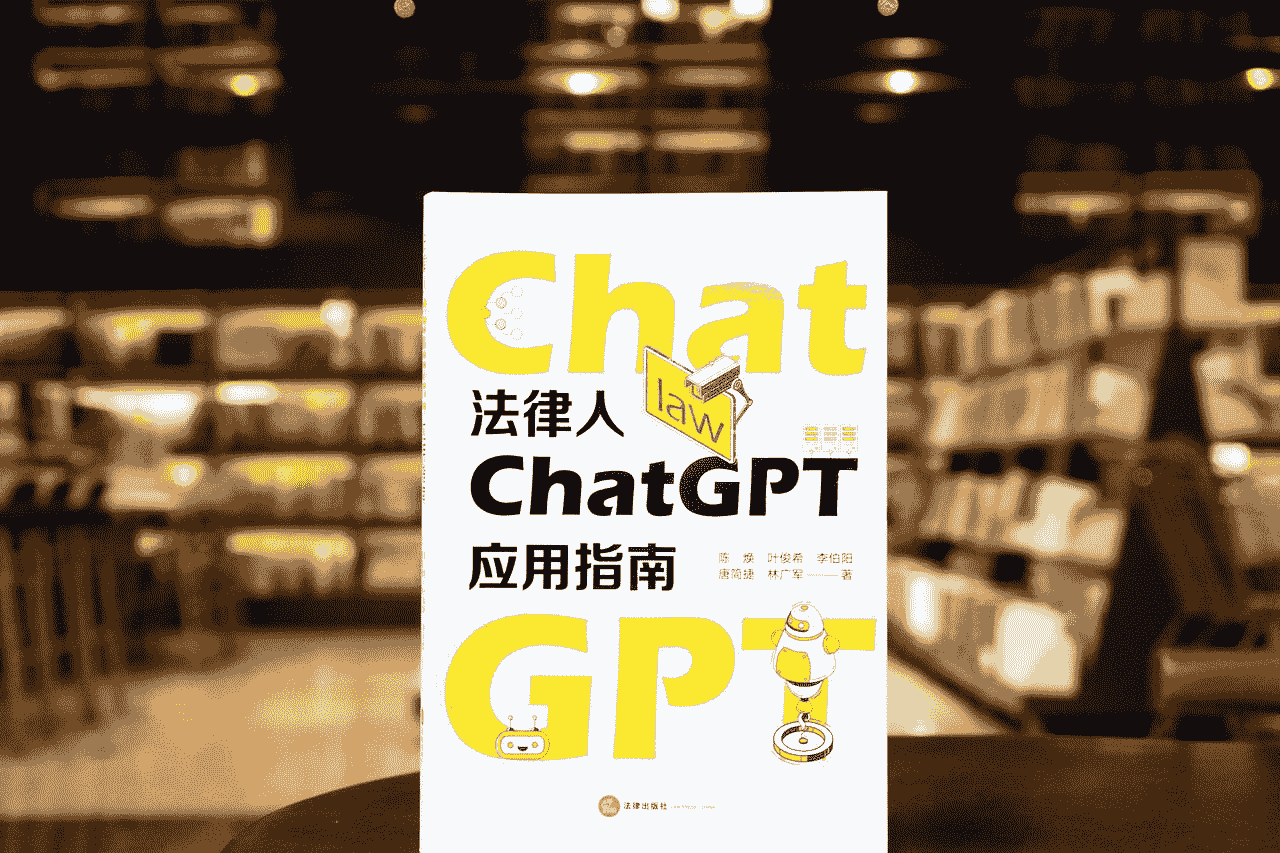 Chat
law
法律人
ChatGPT
应用指南
陈 焕 叶俊希 李伯阳
唐简捷 林广军——著
GPT
法律出版社